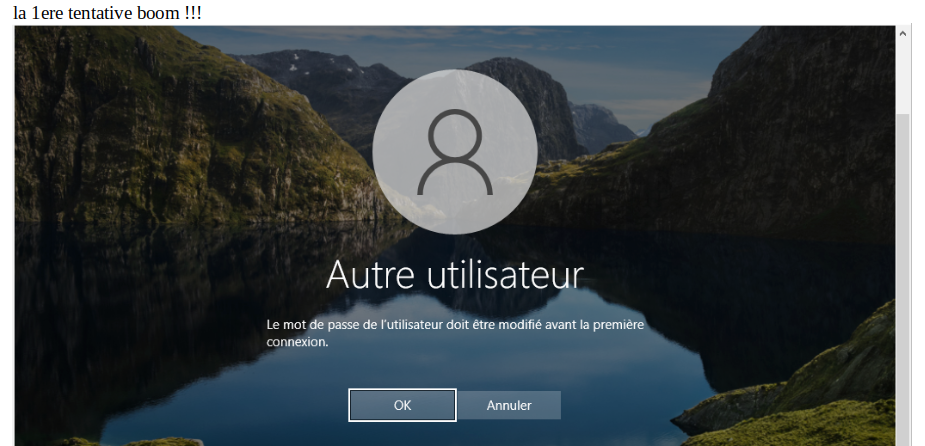 la 1ere tentative boom !!!
Autre utilisateur
Le mot de passe de l'utilisateur doit être modifié avant la première
connexion.
OK
Annuler